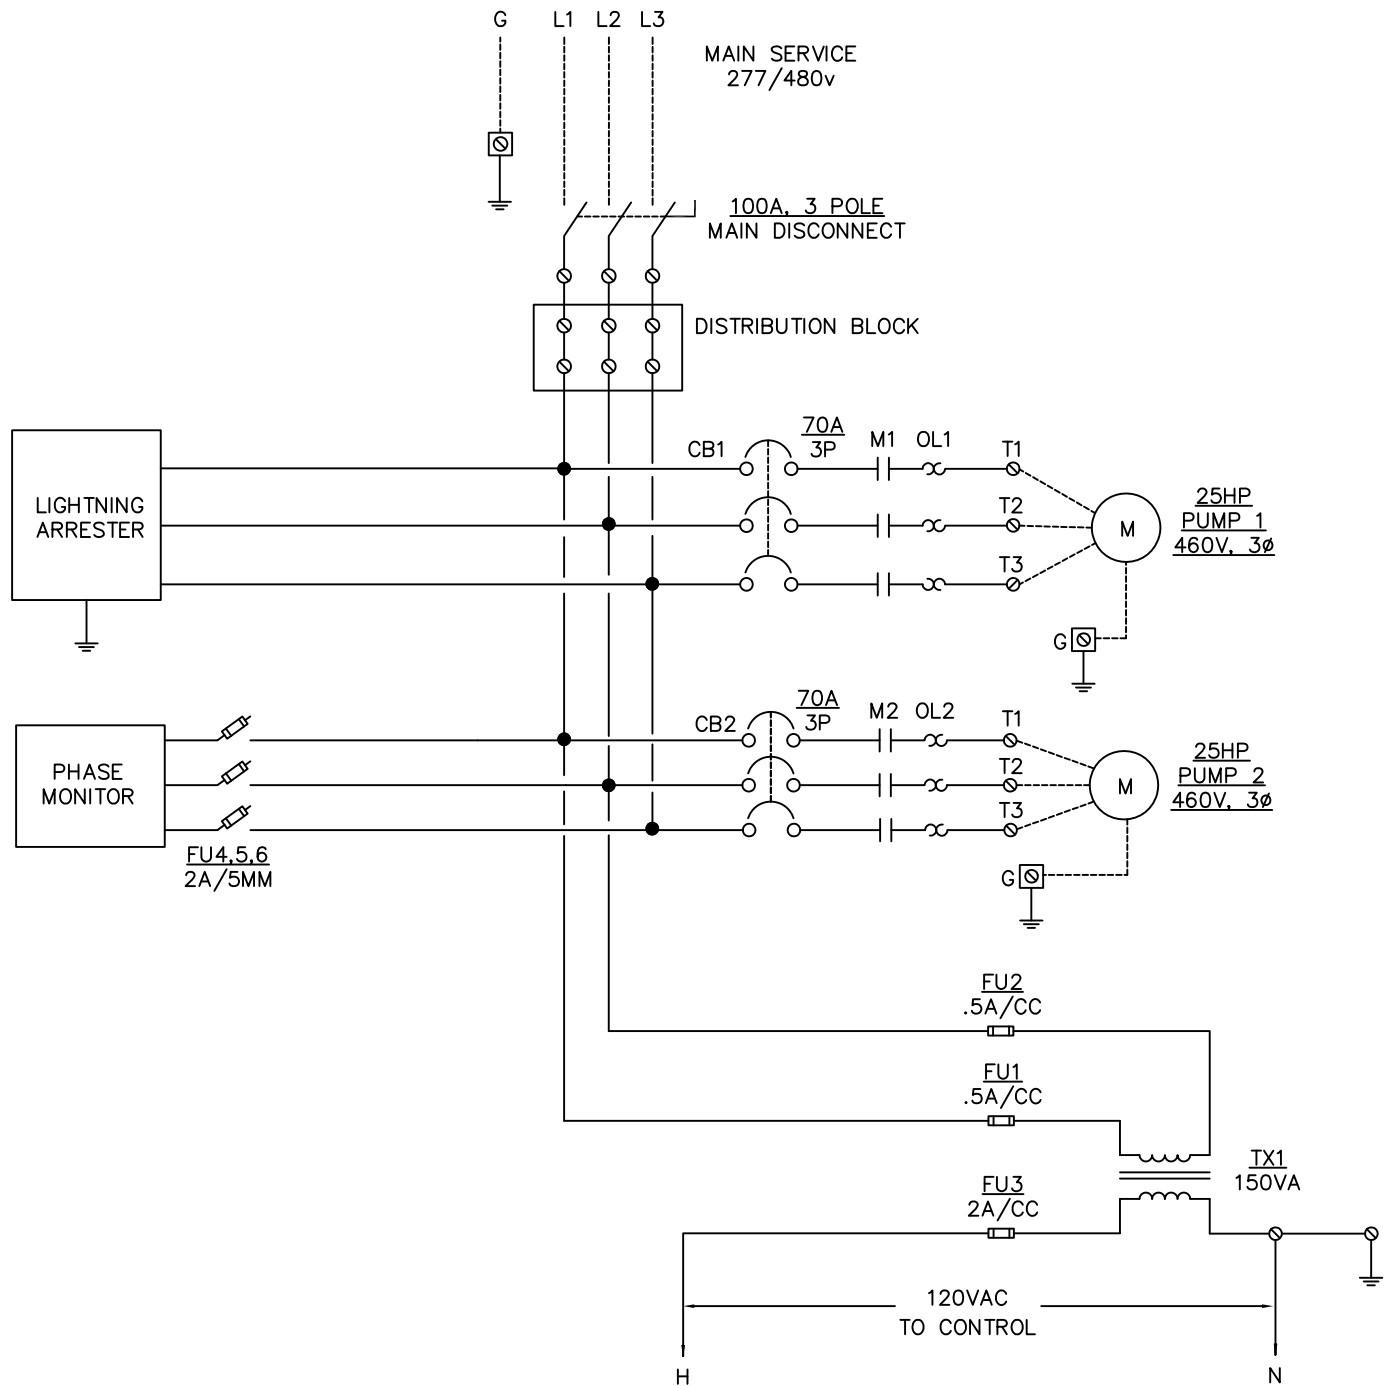 G
L1
L2
L3
MAIN SERVICE
277/480v
100A, 3 POLE
MAIN DISCONNECT
DISTRIBUTION BLOCK
LIGHTNING
ARRESTER
CB1
70A
3P
M1
OL1
T1
T2
T3
M
25HP
PUMP 1
460V, 3ø
G
PHASE
MONITOR
FU4,5,6
2A/5MM
CB2
70A
3P
M2
OL2
T1
T2
T3
M
25HP
PUMP 2
460V, 3ø
G
FU2
.5A/CC
FU1
.5A/CC
TX1
150VA
FU3
2A/CC
120VAC
TO CONTROL
H
N